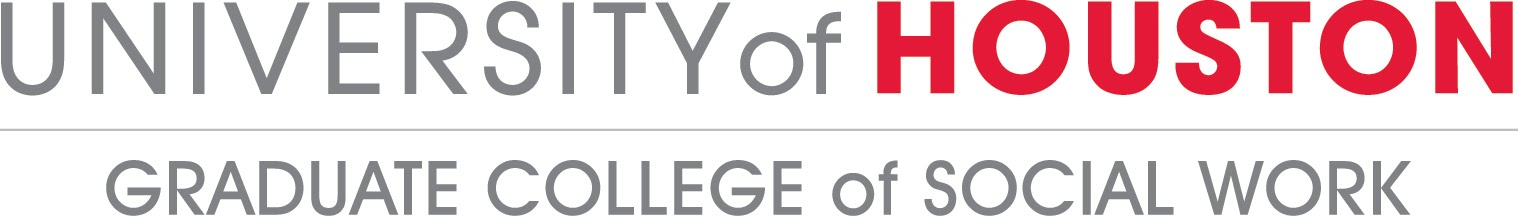 UNIVERSITY of HOUSTON
GRADUATE COLLEGE of SOCIAL WORK